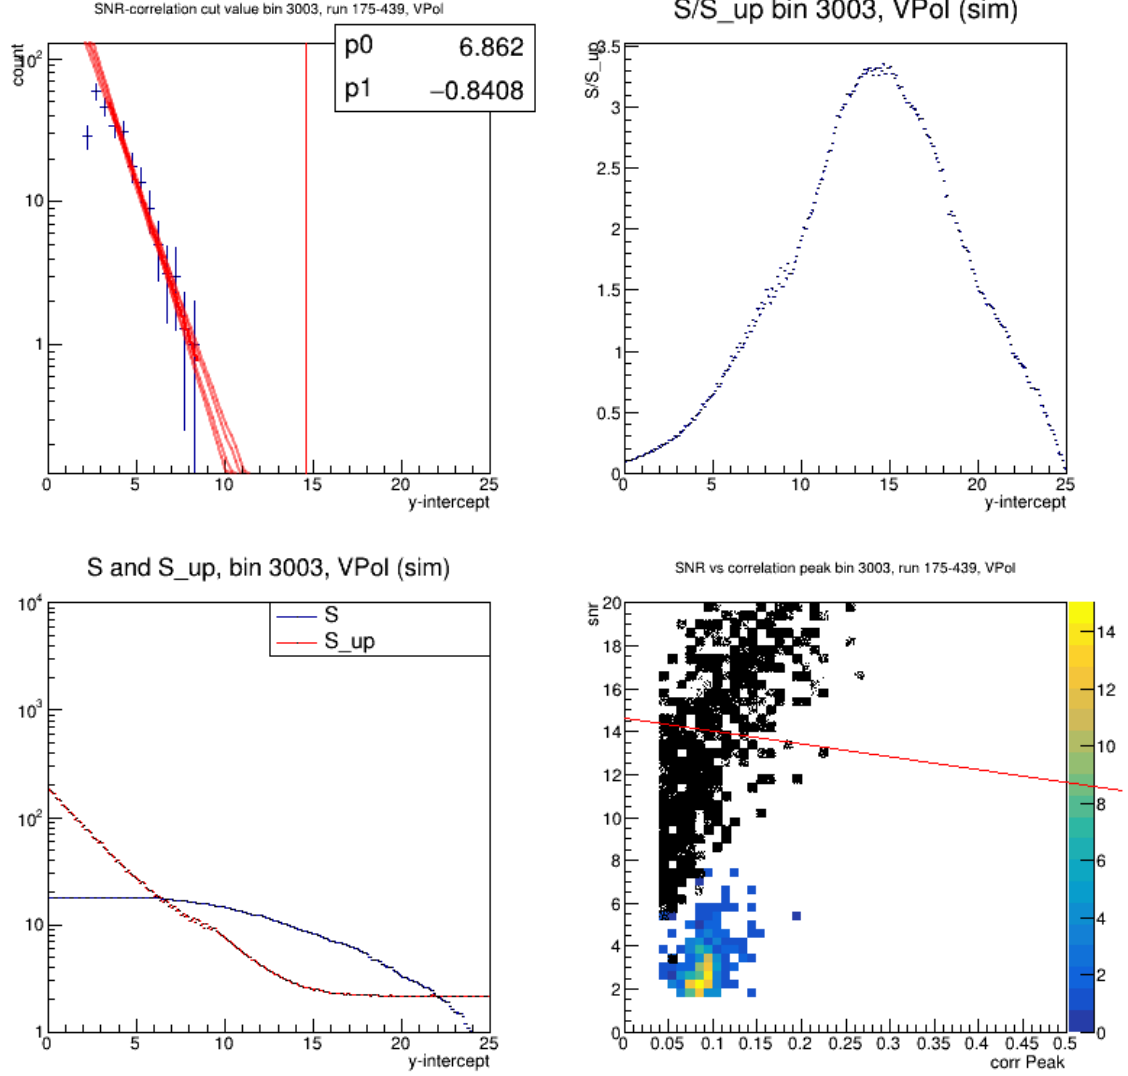 SNR-correlation cut value bin 3003, run 175-439, VPol
p0 6.862
p1 −0.8408
count
10²
10
1
0 5 10 15 20 25
y-intercept
S/S_up bin 3003, VPol (sim)
S/S_up
3.5
3
2.5
2
1.5
1
0.5
0
0 5 10 15 20 25
y-intercept
S and S_up, bin 3003, VPol (sim)
S
S_up
10⁴
10³
10²
10
1
0 5 10 15 20 25
y-intercept
SNR vs correlation peak bin 3003, run 175-439, VPol
snr
20
18
16
14
12
10
8
6
4
2
0
0 0.05 0.1 0.15 0.2 0.25 0.3 0.35 0.4 0.45 0.5
corr Peak
14
12
10
8
6
4
2
0